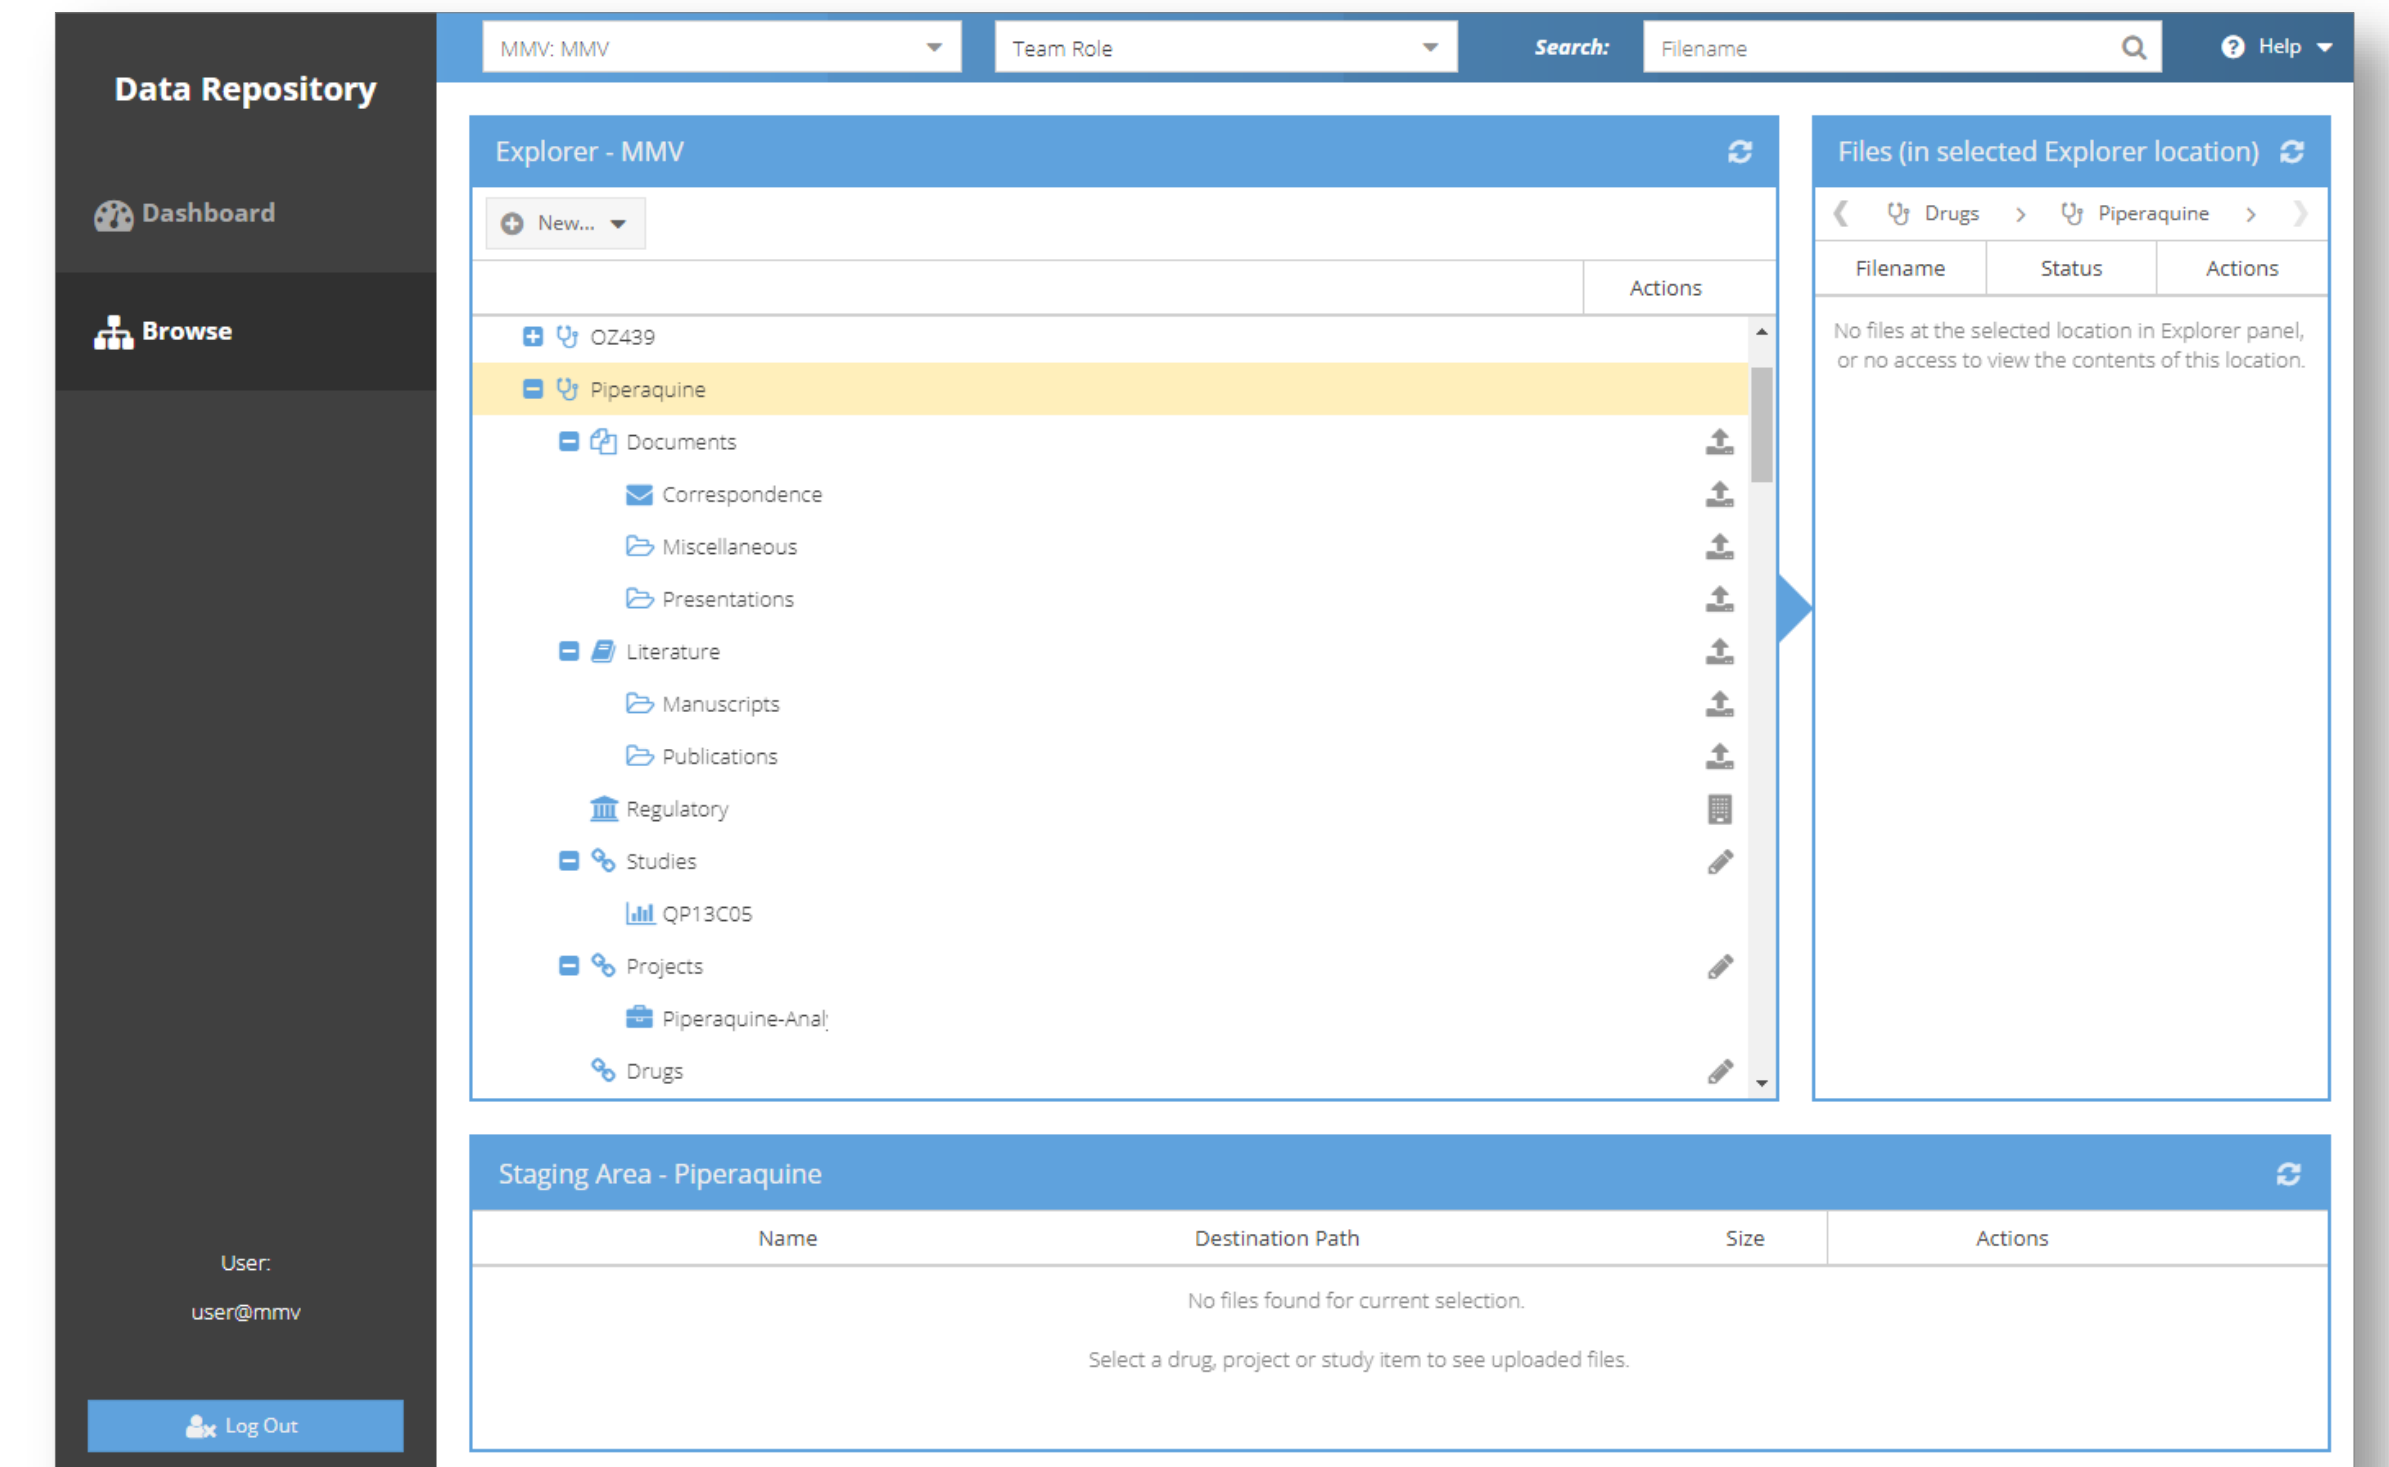 Data Repository
Dashboard
Browse
User:
user@mmv
Log Out
MMV: MMV
Team Role
Search:
Filename
Help
Explorer - MMV
New...
Actions
OZ439
Piperaquine
Documents
Correspondence
Miscellaneous
Presentations
Literature
Manuscripts
Publications
Regulatory
Studies
QP13C05
Projects
Piperaquine-Anal
Drugs
Files (in selected Explorer location)
Drugs > Piperaquine >
Filename Status Actions
No files at the selected location in Explorer panel,
or no access to view the contents of this location.
Staging Area - Piperaquine
Name Destination Path Size Actions
No files found for current selection.
Select a drug, project or study item to see uploaded files.